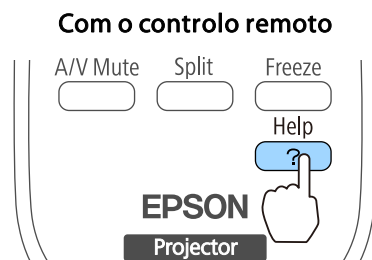 Com o controlo remoto
A/V Mute Split Freeze
Help
?
EPSON
Projector